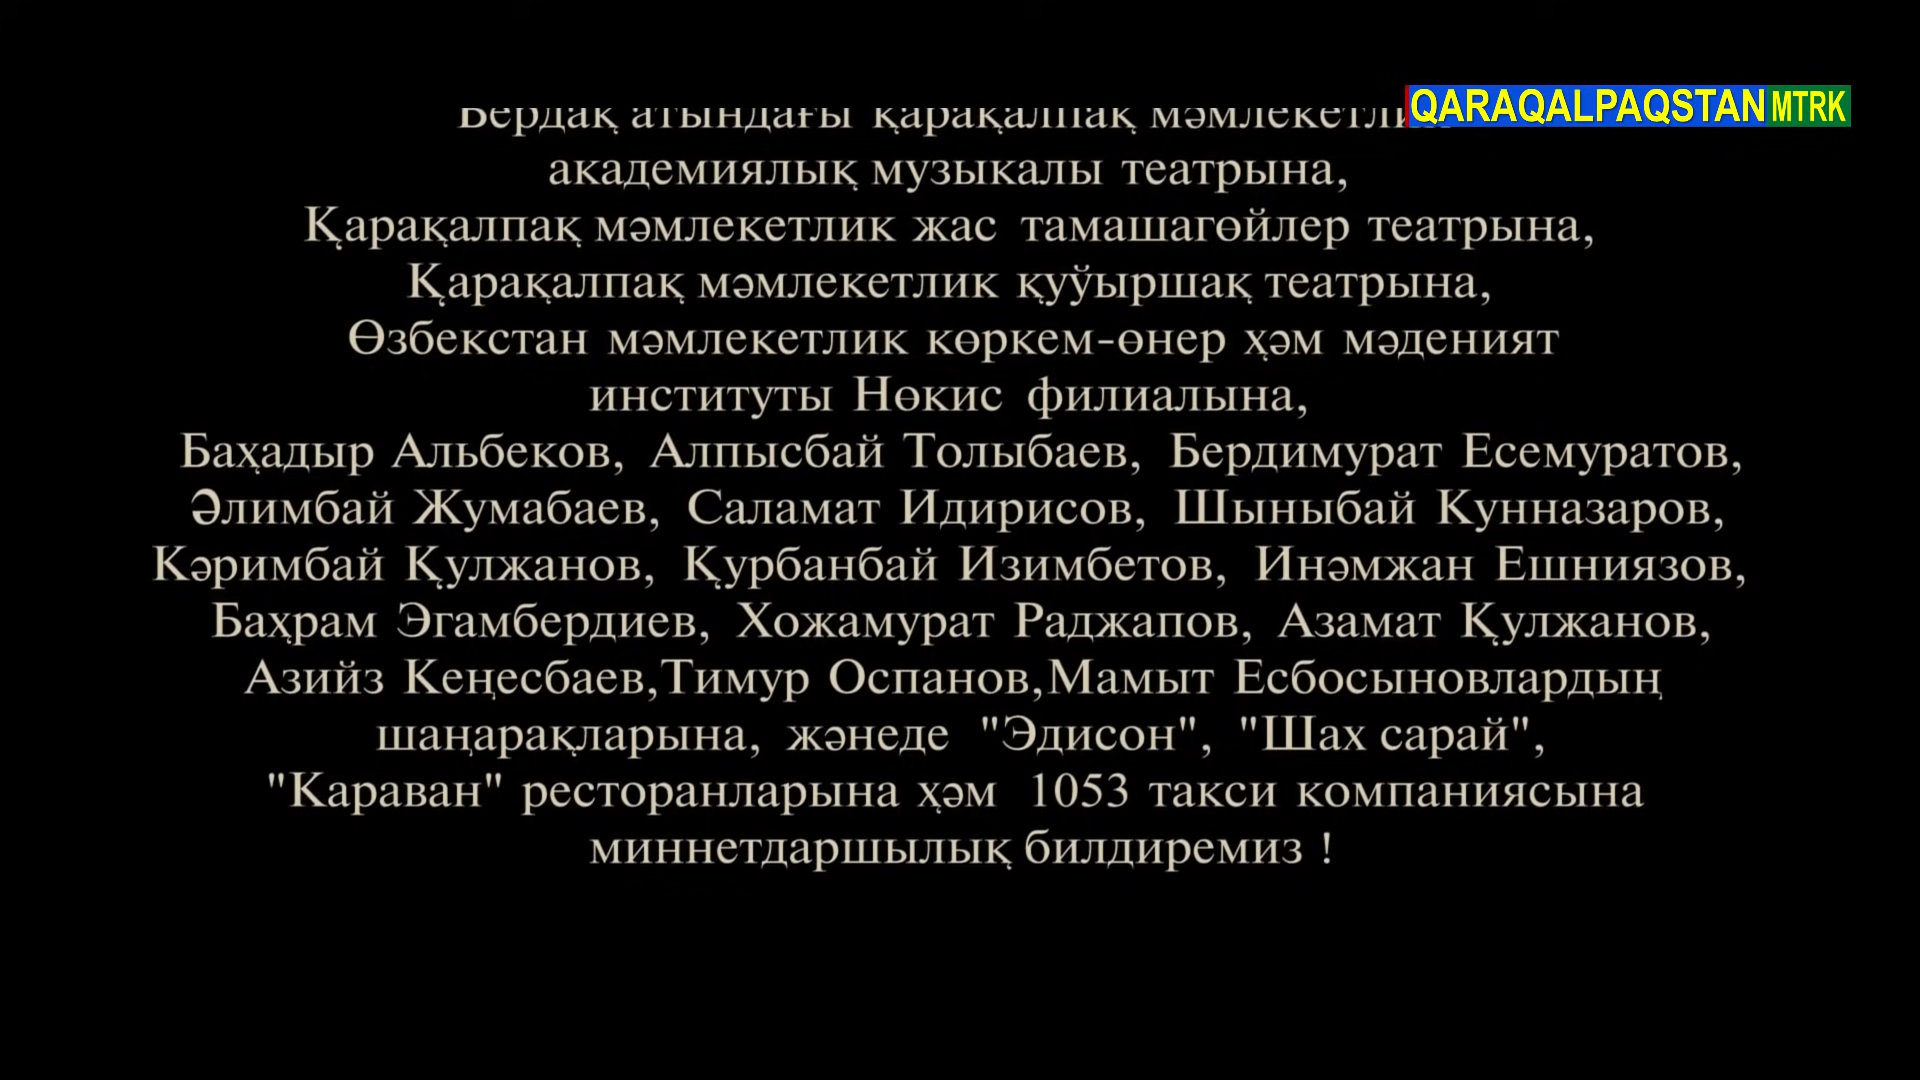 QARAQALPAQSTAN MTRK
Бердақ атындағы қарақалпақ мәмлекетлик
академиялық музыкалы театрына,
Қарақалпақ мәмлекетлик жас тамашагөйлер театрына,
Қарақалпақ мәмлекетлик қуўыршақ театрына,
Өзбекстан мәмлекетлик көркем-өнер ҳәм мәденият
институты Нөкис филиалына,
Баҳадыр Альбеков, Алпысбай Толыбаев, Бердимурат Есемуратов,
Әлимбай Жумабаев, Саламат Идирисов, Шыныбай Кунназаров,
Кәримбай Қулжанов, Қурбанбай Изимбетов, Инәмжан Ешниязов,
Баҳрам Эгамбердиев, Хожамурат Раджапов, Азамат Қулжанов,
Азийз Кеңесбаев,Тимур Оспанов,Мамыт Есбосыновлардың
шаңарақларына, жәнеде "Эдисон", "Шах сарай",
"Караван" ресторанларына ҳәм 1053 такси компаниясына
миннетдаршылық билдиремиз !